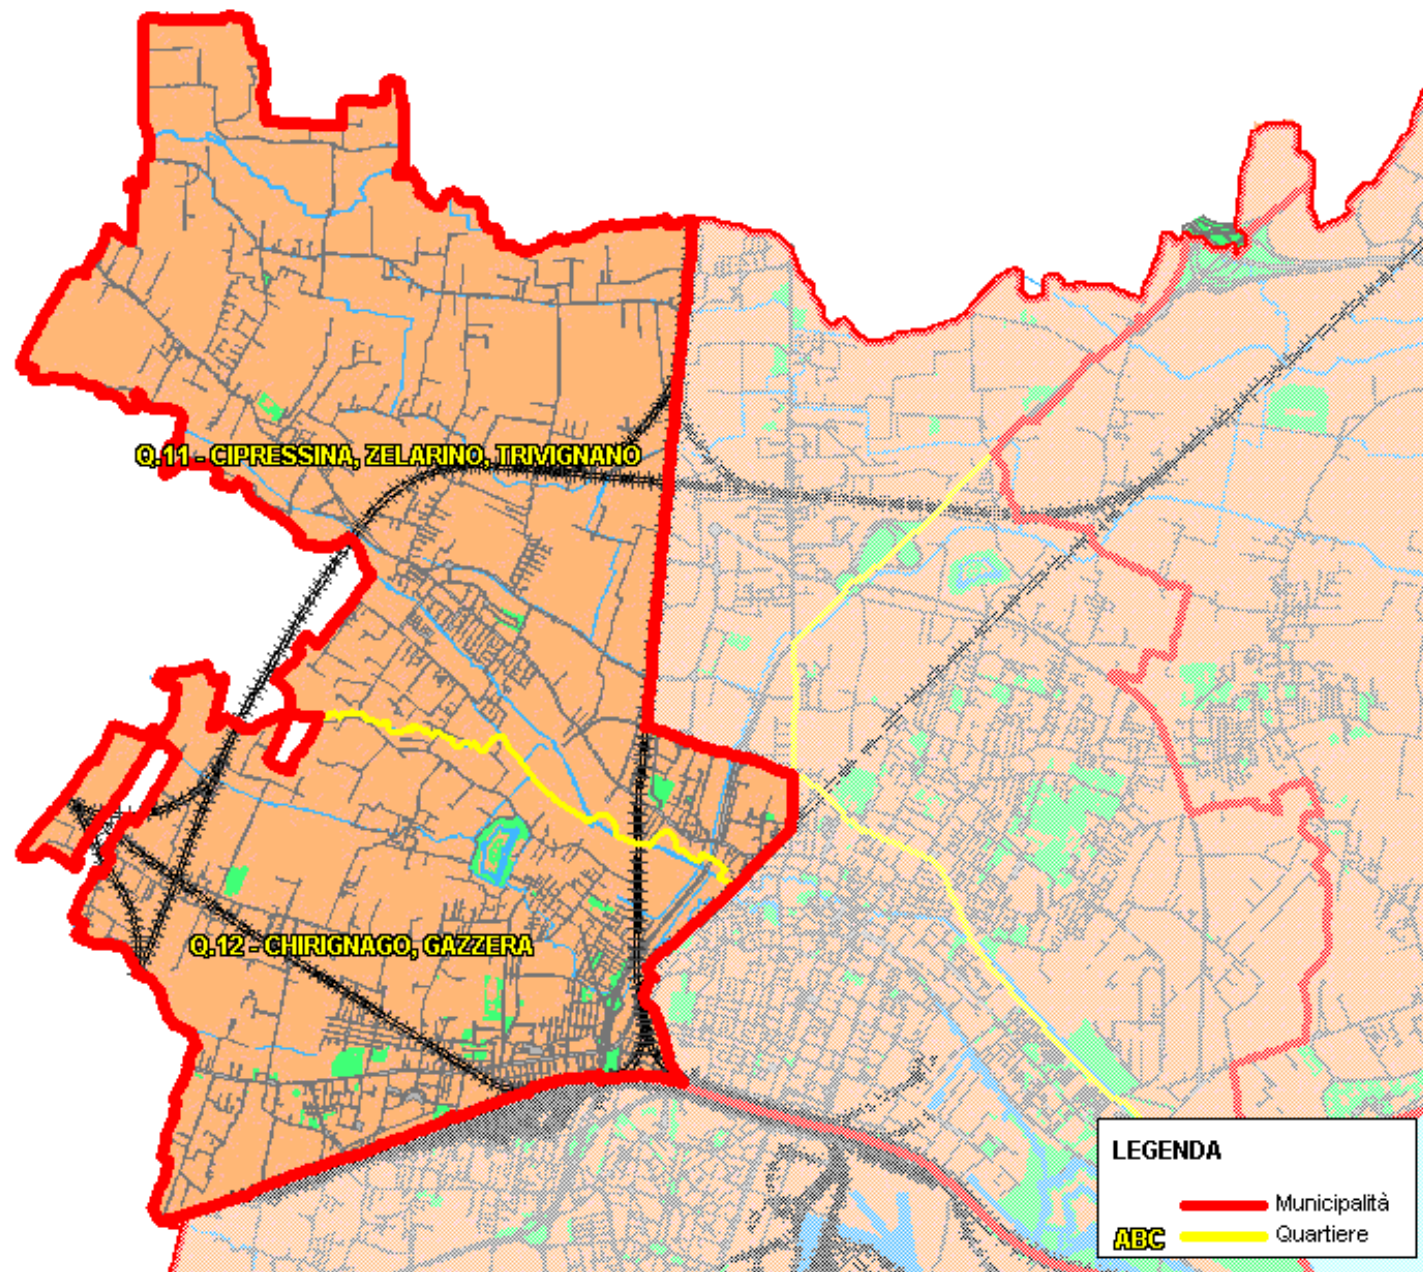 Q.11 - CIPRESSINA, ZELARINO, TRIVIGNANO
Q.12 - CHIRIGNAGO, GAZZERA
LEGENDA
Municipalità
ABC Quartiere